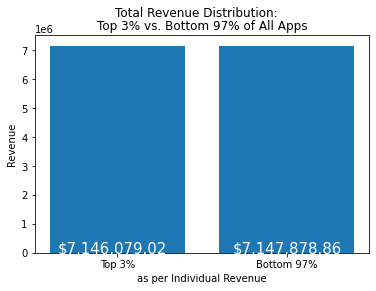 Total Revenue Distribution:
Top 3% vs. Bottom 97% of All Apps
1e6
7
6
5
4
3
2
1
0
Revenue
$7,146,079.02
$7,147,878.86
Top 3%
Bottom 97%
as per Individual Revenue